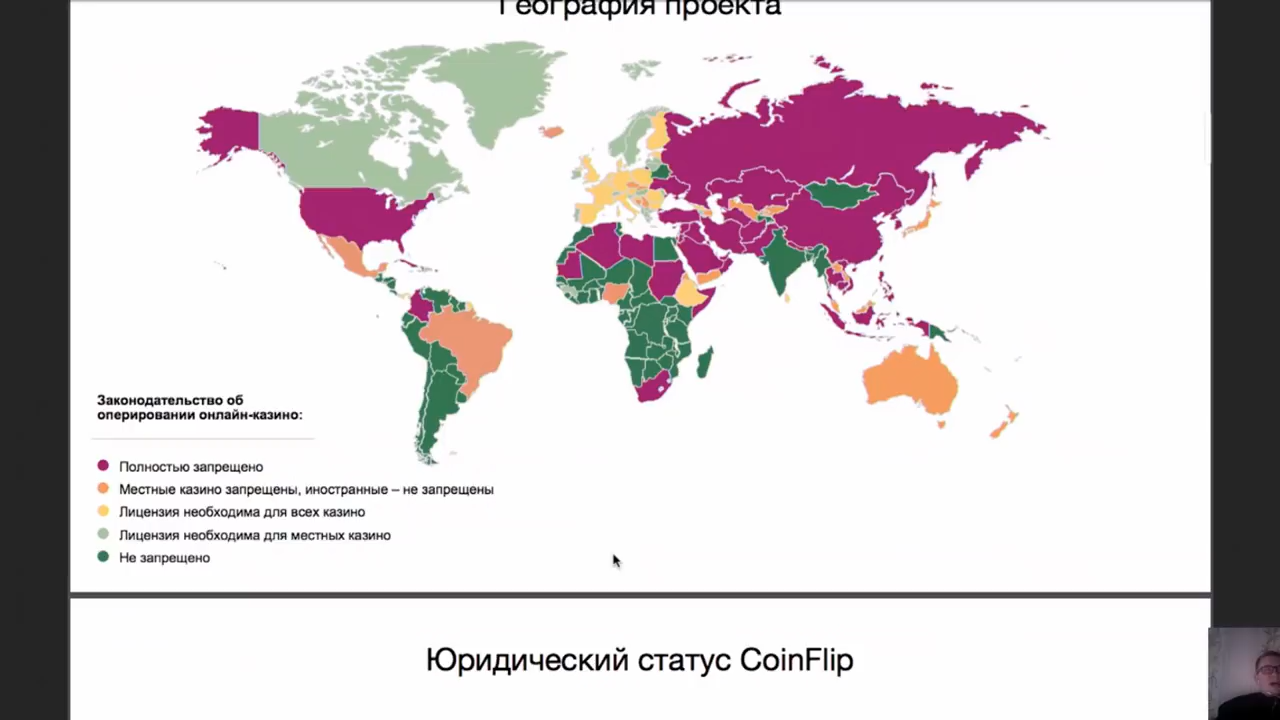 География проекта
Законодательство об
оперировании онлайн-казино:
Полностью запрещено
Местные казино запрещены, иностранные – не запрещены
Лицензия необходима для всех казино
Лицензия необходима для местных казино
Не запрещено
Юридический статус CoinFlip